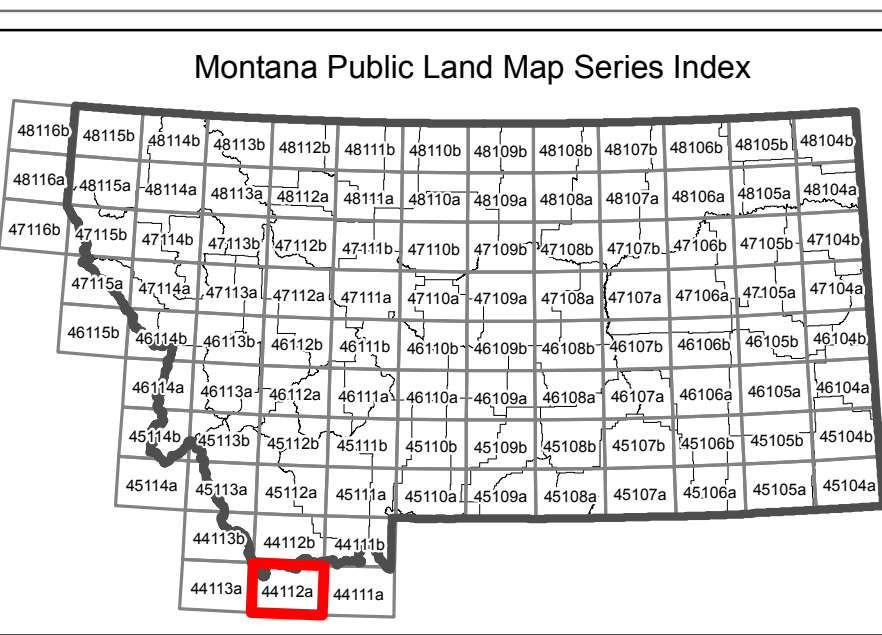 Montana Public Land Map Series Index
48116b 48115b 48114b 48113b 48112b 48111b 48110b 48109b 48108b 48107b 48106b 48105b 48104b
48116a 48115a 48114a 48113a 48112a 48111a 48110a 48109a 48108a 48107a 48106a 48105a 48104a
47116b 47115b 47114b 47113b 47112b 47111b 47110b 47109b 47108b 47107b 47106b 47105b 47104b
47115a 47114a 47113a 47112a 47111a 47110a 47109a 47108a 47107a 47106a 47105a 47104a
46115b 46114b 46113b 46112b 46111b 46110b 46109b 46108b 46107b 46106b 46105b 46104b
46114a 46113a 46112a 46111a 46110a 46109a 46108a 46107a 46106a 46105a 46104a
45114b 45113b 45112b 45111b 45110b 45109b 45108b 45107b 45106b 45105b 45104b
45114a 45113a 45112a 45111a 45110a 45109a 45108a 45107a 45106a 45105a 45104a
44113b 44112b 44111b
44113a 44112a 44111a